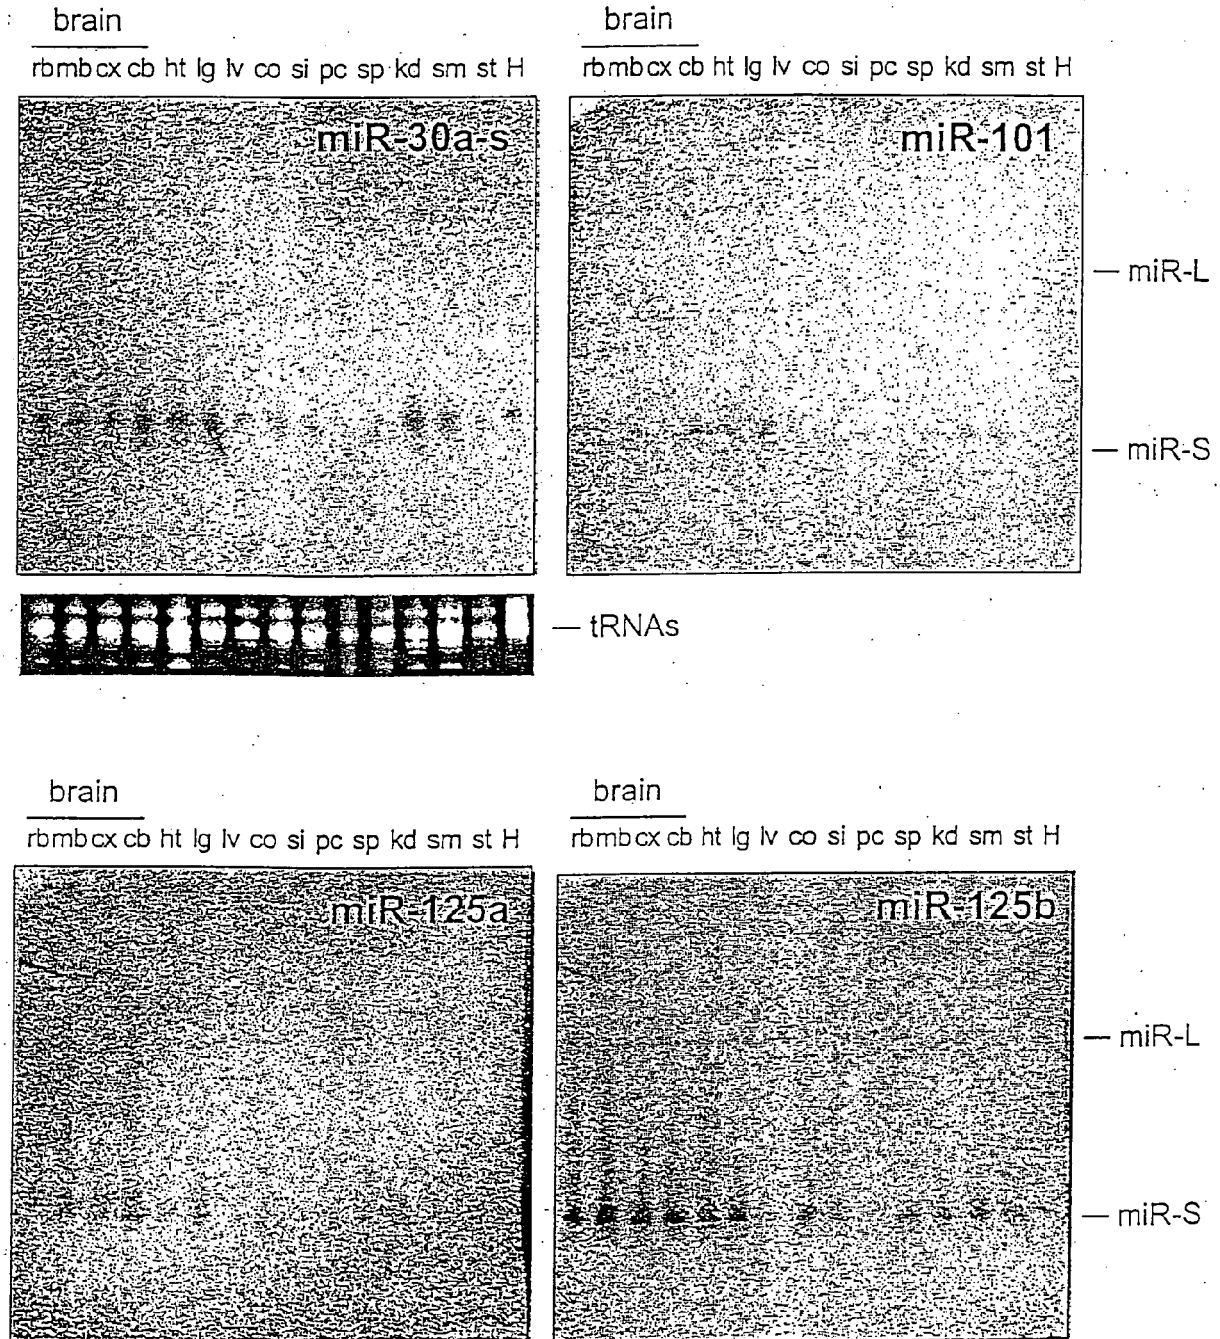 brain brain
rb mb cx cb ht lg lv co si pc sp kd sm st H rb mb cx cb ht lg lv co si pc sp kd sm st H
miR-30a-s miR-101
— miR-L
— miR-S
— tRNAs
brain brain
rb mb cx cb ht lg lv co si pc sp kd sm st H rb mb cx cb ht lg lv co si pc sp kd sm st H
miR-125a miR-125b
— miR-L
— miR-S